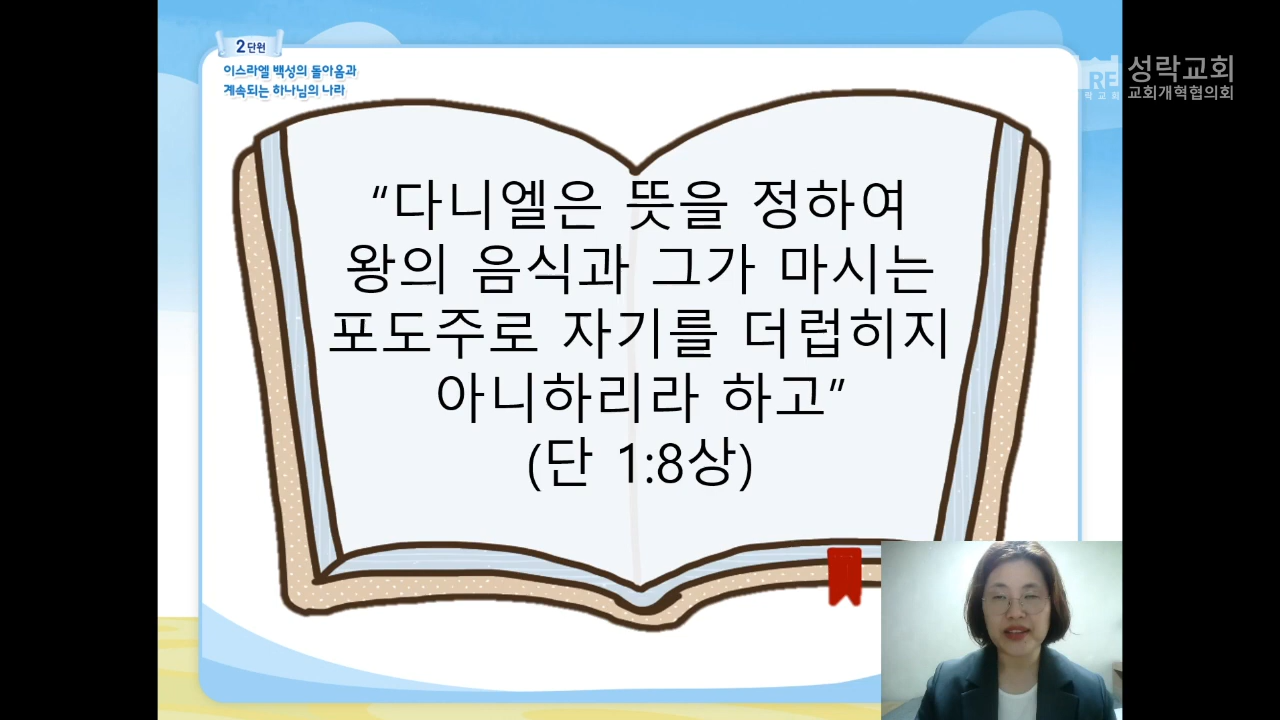 2단원
이스라엘 백성의 돌아옴과
계속되는 하나님의 나라
RE 성락교회
락교회 교회개혁협의회
“다니엘은 뜻을 정하여
왕의 음식과 그가 마시는
포도주로 자기를 더럽히지
아니하리라 하고”
(단 1:8상)